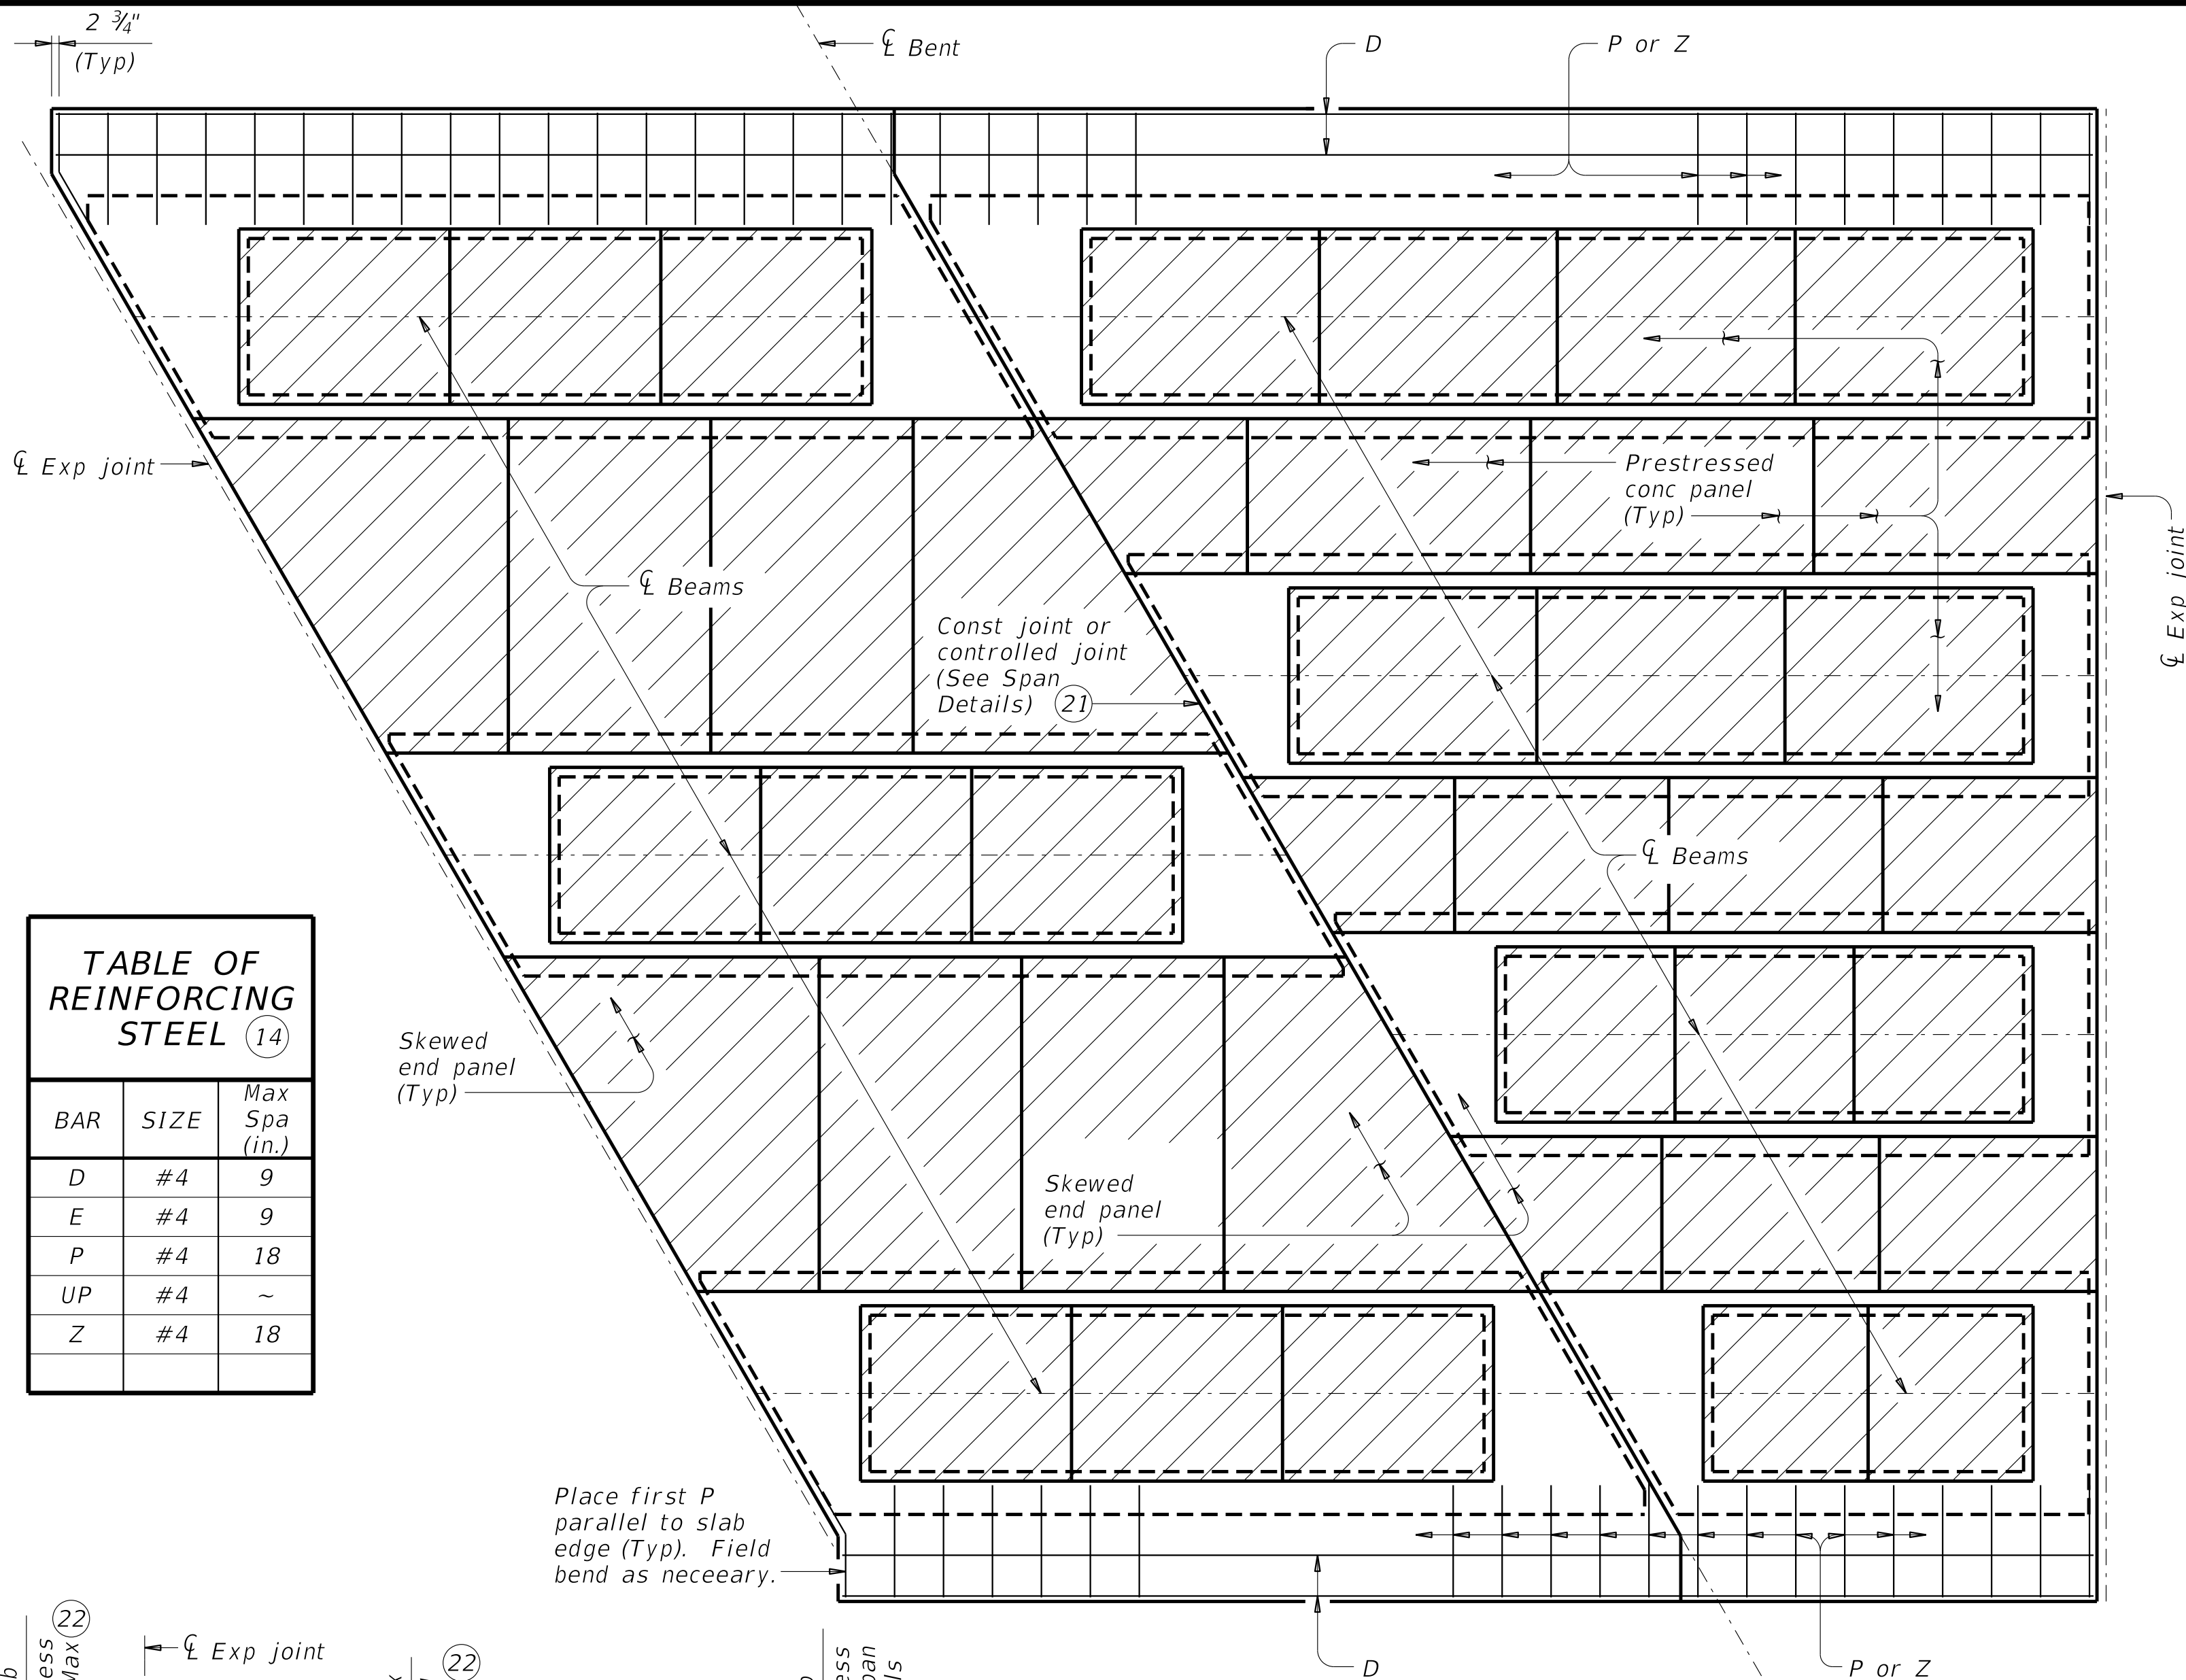 2 ¾"
(Typ)
℄ Bent
D
P or Z
℄ Exp joint
Prestressed
conc panel
(Typ)
℄ Exp joint
℄ Beams
Const joint or
controlled joint
(See Span
Details) 21
℄ Beams
TABLE OF
REINFORCING
STEEL 14
BAR SIZE Max Spa (in.)
D #4 9
E #4 9
P #4 18
UP #4 ~
Z #4 18
Skewed
end panel
(Typ)
Skewed
end panel
(Typ)
Place first P
parallel to slab
edge (Typ). Field
bend as neceeary.
22
Max
ess
℄ Exp joint
22
ess
D
P or Z